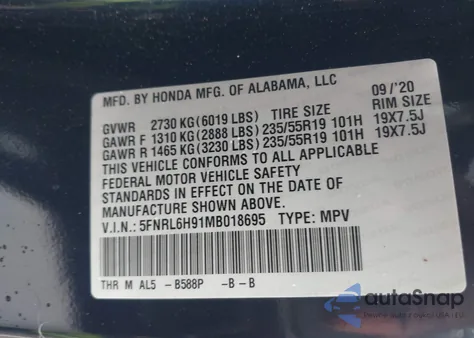 MFD. BY HONDA MFG. OF ALABAMA, LLC 09/'20
GVWR 2730 KG(6019 LBS) TIRE SIZE RIM SIZE
GAWR F 1310 KG(2888 LBS) 235/55R19 101H 19X7.5J
GAWR R 1465 KG(3230 LBS) 235/55R19 101H 19X7.5J
THIS VEHICLE CONFORMS TO ALL APPLICABLE
FEDERAL MOTOR VEHICLE SAFETY
STANDARDS IN EFFECT ON THE DATE OF
MANUFACTURE SHOWN ABOVE.
V.I.N.: 5FNRL6H91MB018695 TYPE: MPV
THR M AL5 -B588P -B -B
autoSnap